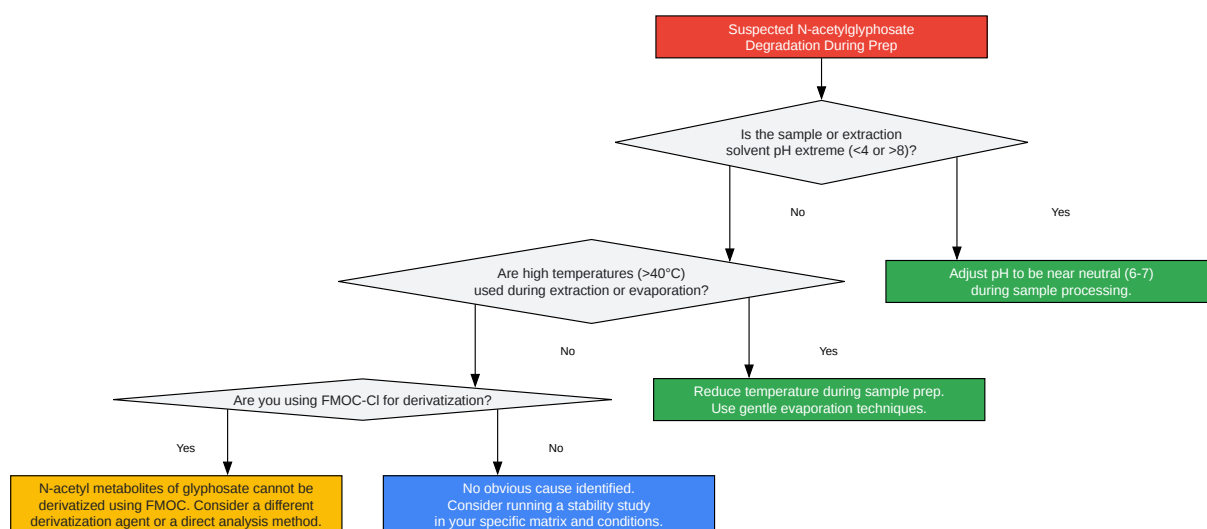 Suspected N-acetylglyphosate
Degradation During Prep
Is the sample or extraction
solvent pH extreme (<4 or >8)?
No
Yes
Are high temperatures (>40°C)
used during extraction or evaporation?
Adjust pH to be near neutral (6-7)
during sample processing.
No
Yes
Are you using FMOC-Cl for derivatization?
Reduce temperature during sample prep.
Use gentle evaporation techniques.
Yes
No
N-acetyl metabolites of glyphosate cannot be
derivatized using FMOC. Consider a different
derivatization agent or a direct analysis method.
No obvious cause identified.
Consider running a stability study
in your specific matrix and conditions.